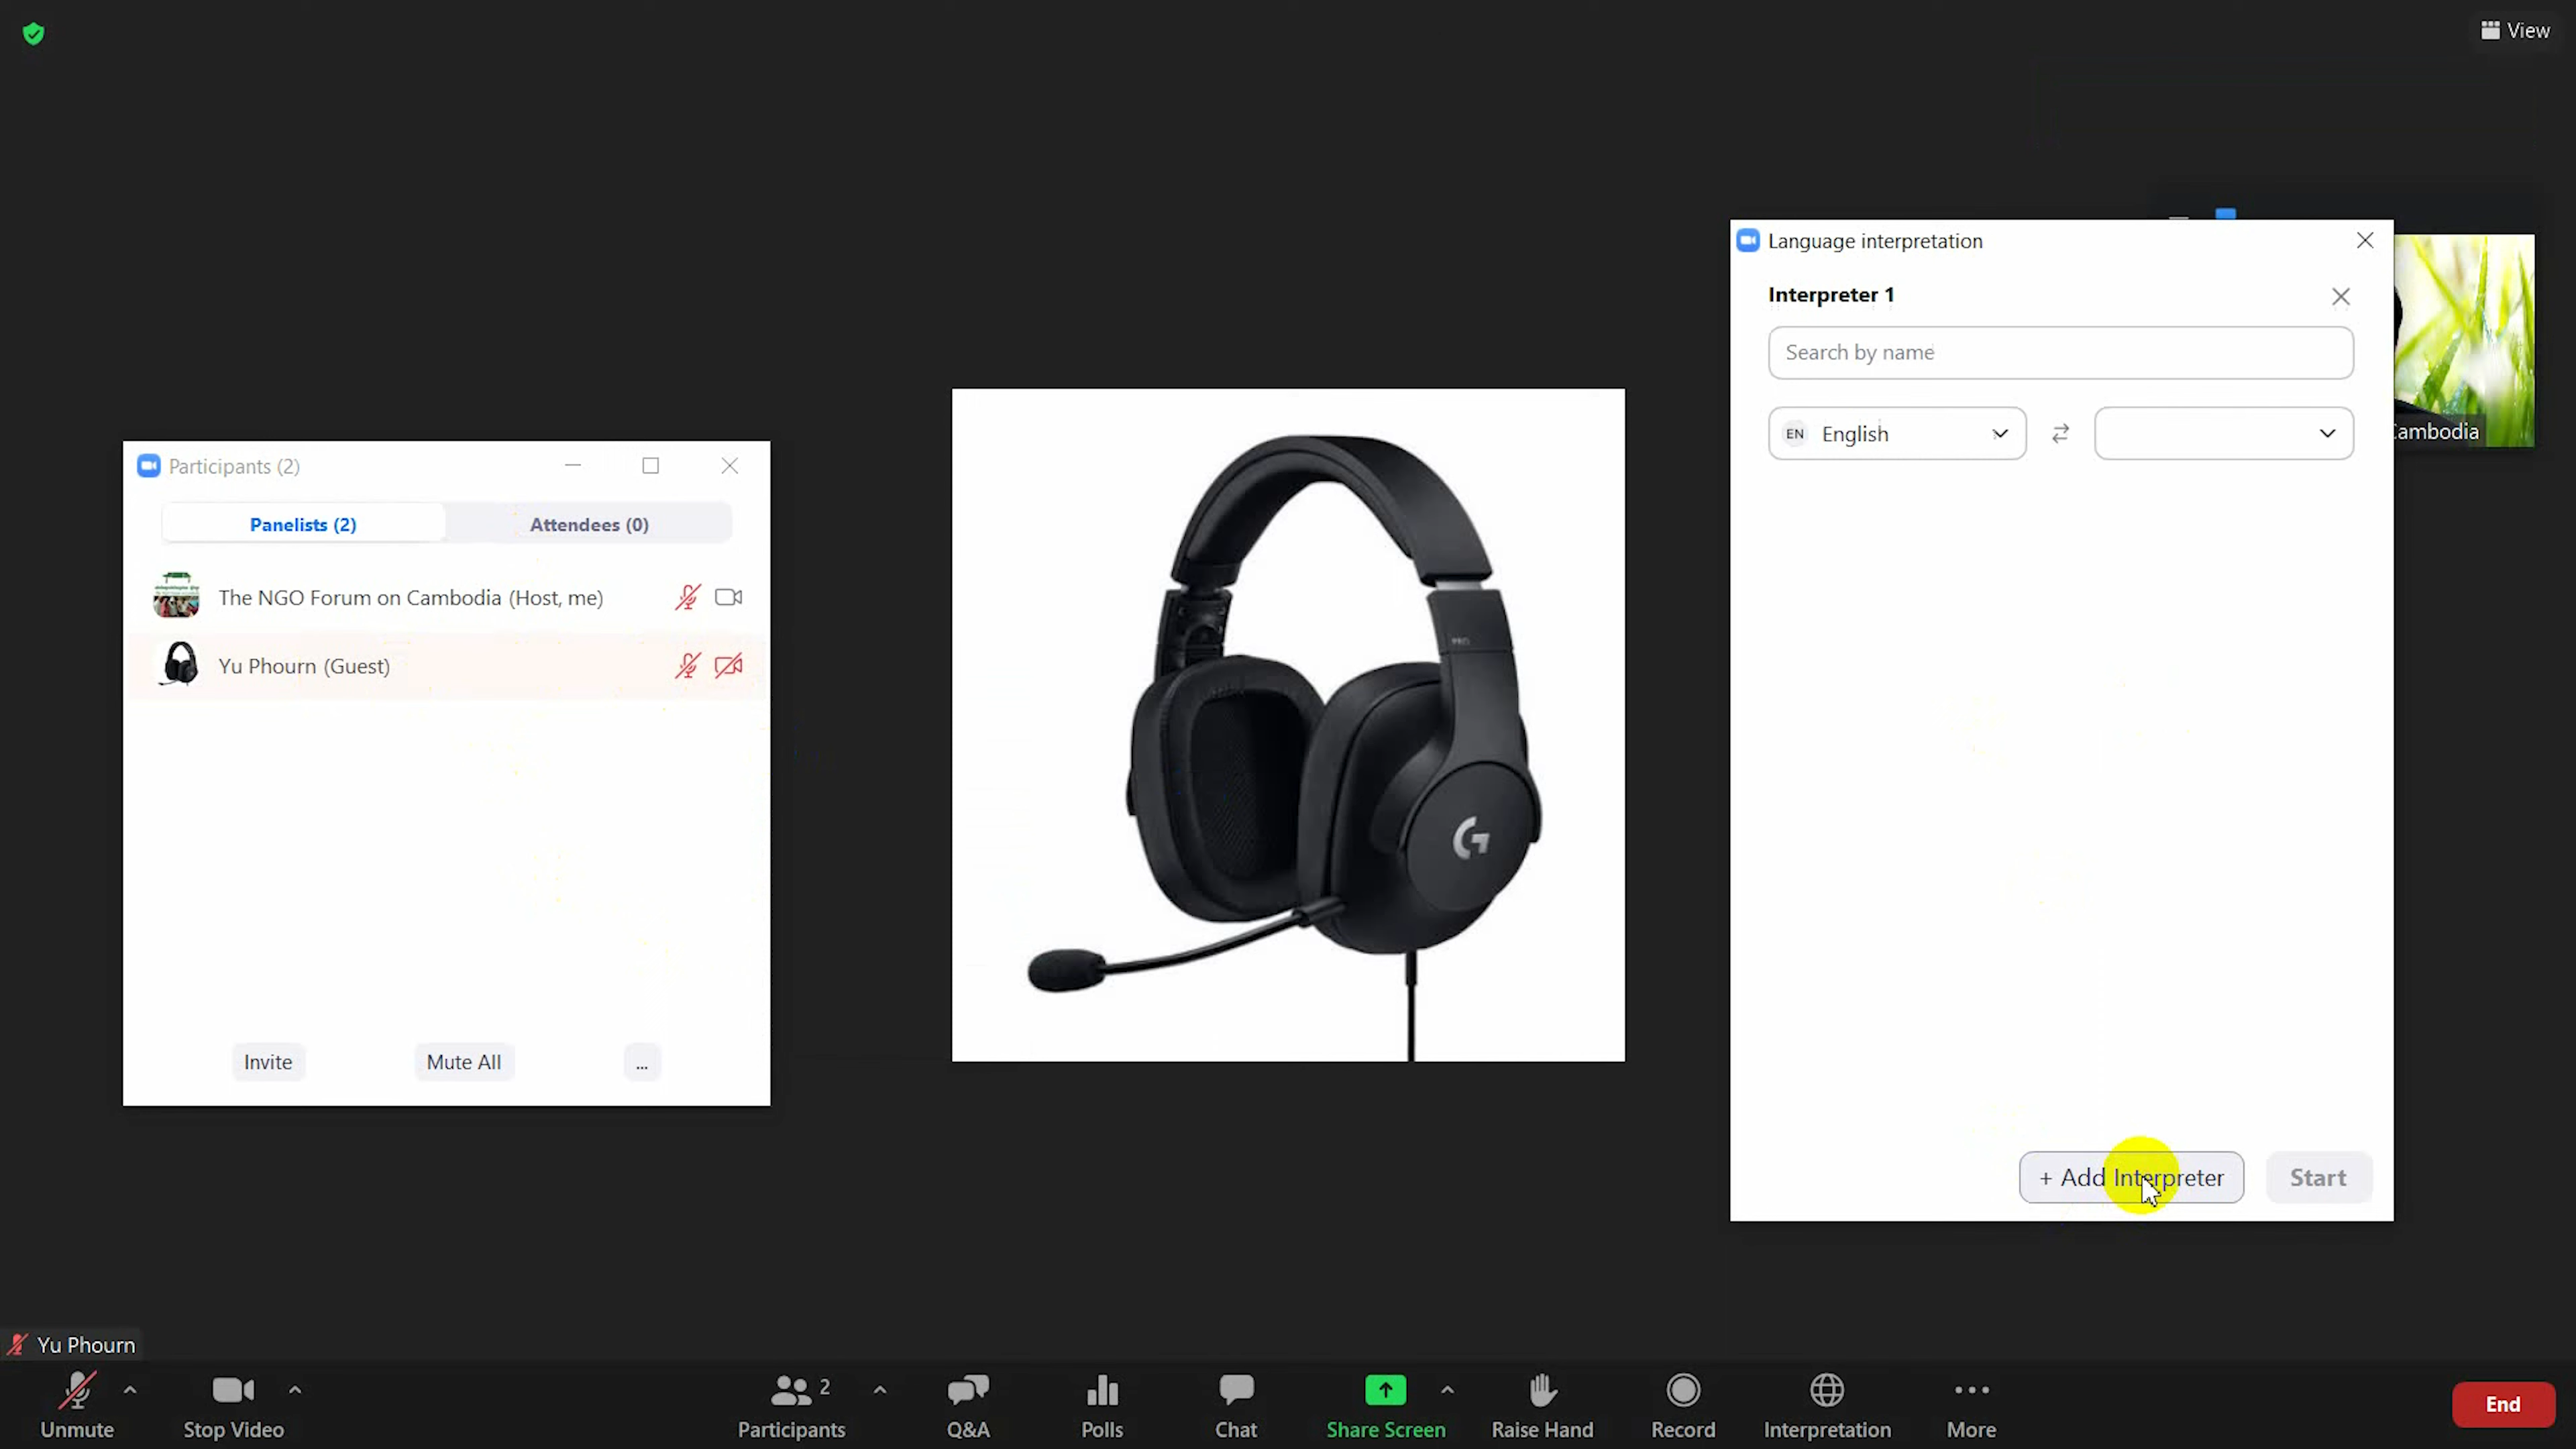 View
Language interpretation
Interpreter 1
Search by name
EN English
Cambodia
Participants (2)
Panelists (2)
Attendees (0)
The NGO Forum on Cambodia (Host, me)
Yu Phourn (Guest)
PRO
G
Invite
Mute All
...
+ Add Interpreter
Start
Yu Phourn
Unmute
Stop Video
2
Participants
Q&A
Polls
Chat
Share Screen
Raise Hand
Record
Interpretation
More
End